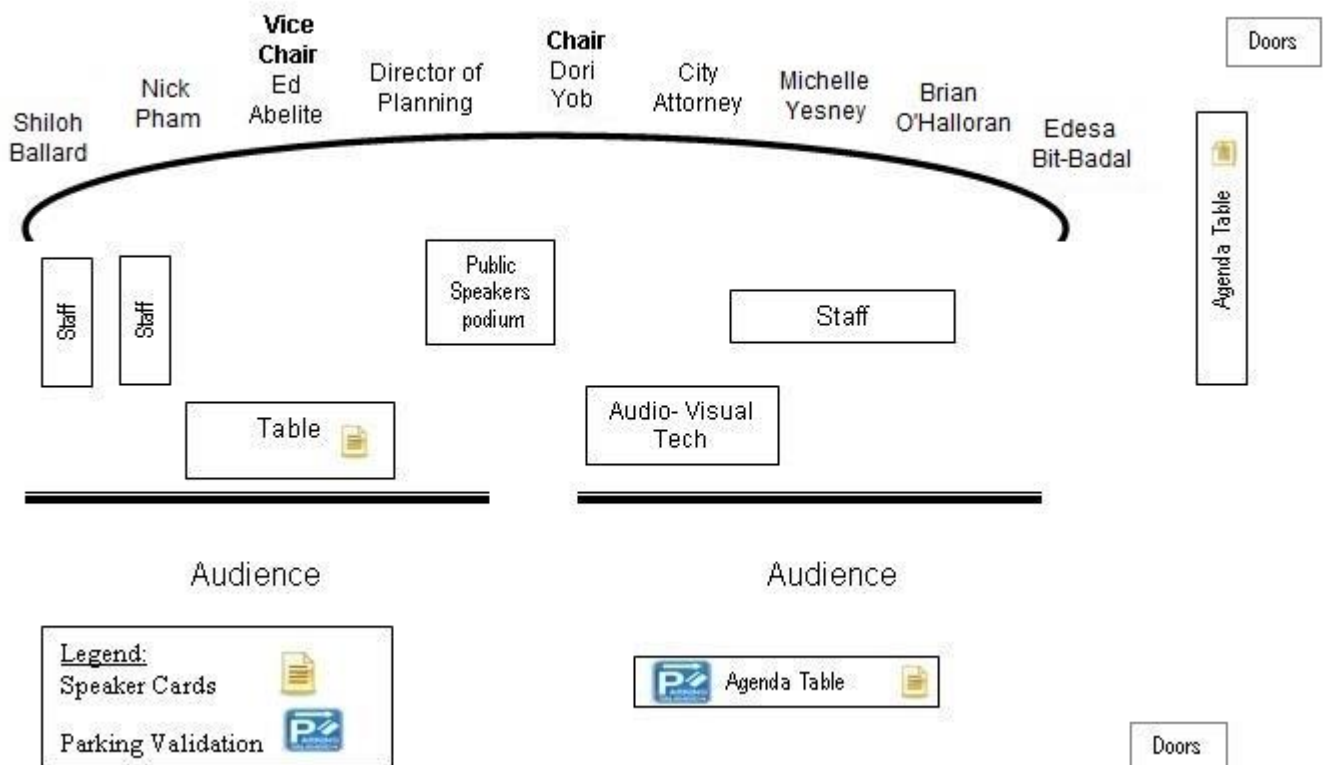 Shiloh
Ballard
Nick
Pham
Vice
Chair
Ed
Abelite
Director of
Planning
Chair
Dori
Yob
City
Attorney
Michelle
Yesney
Brian
O'Halloran
Edesa
Bit-Badal
Doors
Agenda Table
Staff
Staff
Public
Speakers
podium
Staff
Table
Audio- Visual
Tech
Audience
Audience
Legend:
Speaker Cards
Parking Validation
P
PARKING
Agenda Table
P
PARKING
Doors